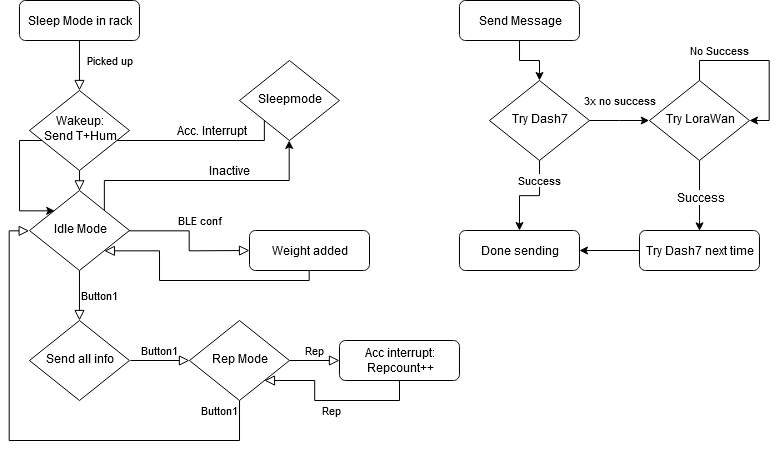 Sleep Mode in rack
Picked up
Wakeup:
Send T+Hum
Acc. Interrupt
Sleepmode
Inactive
Idle Mode
BLE conf
Weight added
Button1
Send all info
Button1
Rep Mode
Rep
Acc interrupt:
Repcount++
Rep
Button1
Send Message
Try Dash7
3x no success
Try LoraWan
No Success
Success
Success
Done sending
Try Dash7 next time